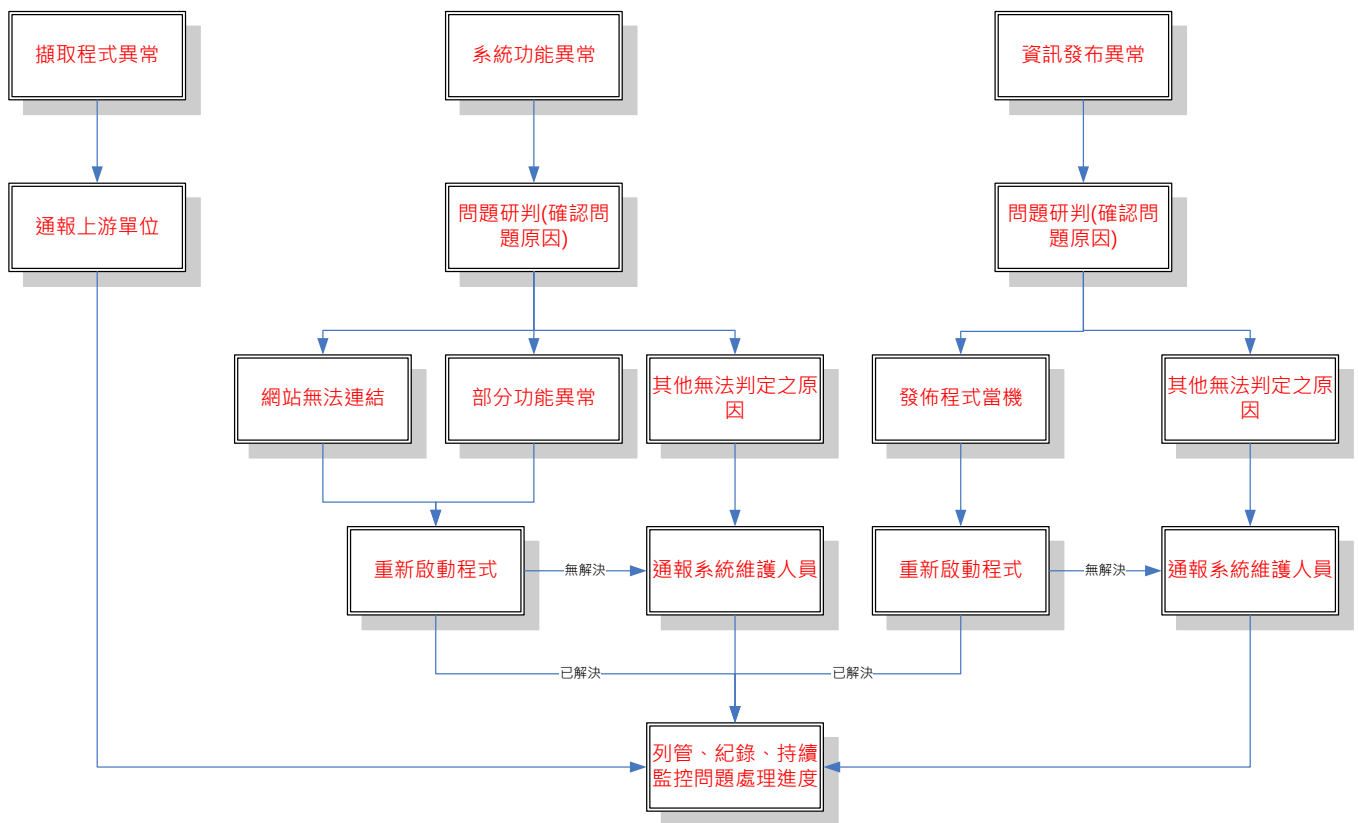 擷取程式異常
系統功能異常
資訊發布異常
通報上游單位
問題研判(確認問
題原因)
問題研判(確認問
題原因)
網站無法連結
部分功能異常
其他無法判定之原
因
發佈程式當機
其他無法判定之原
因
重新啟動程式
無解決
通報系統維護人員
重新啟動程式
無解決
通報系統維護人員
已解決
已解決
列管、紀錄、持續
監控問題處理進度